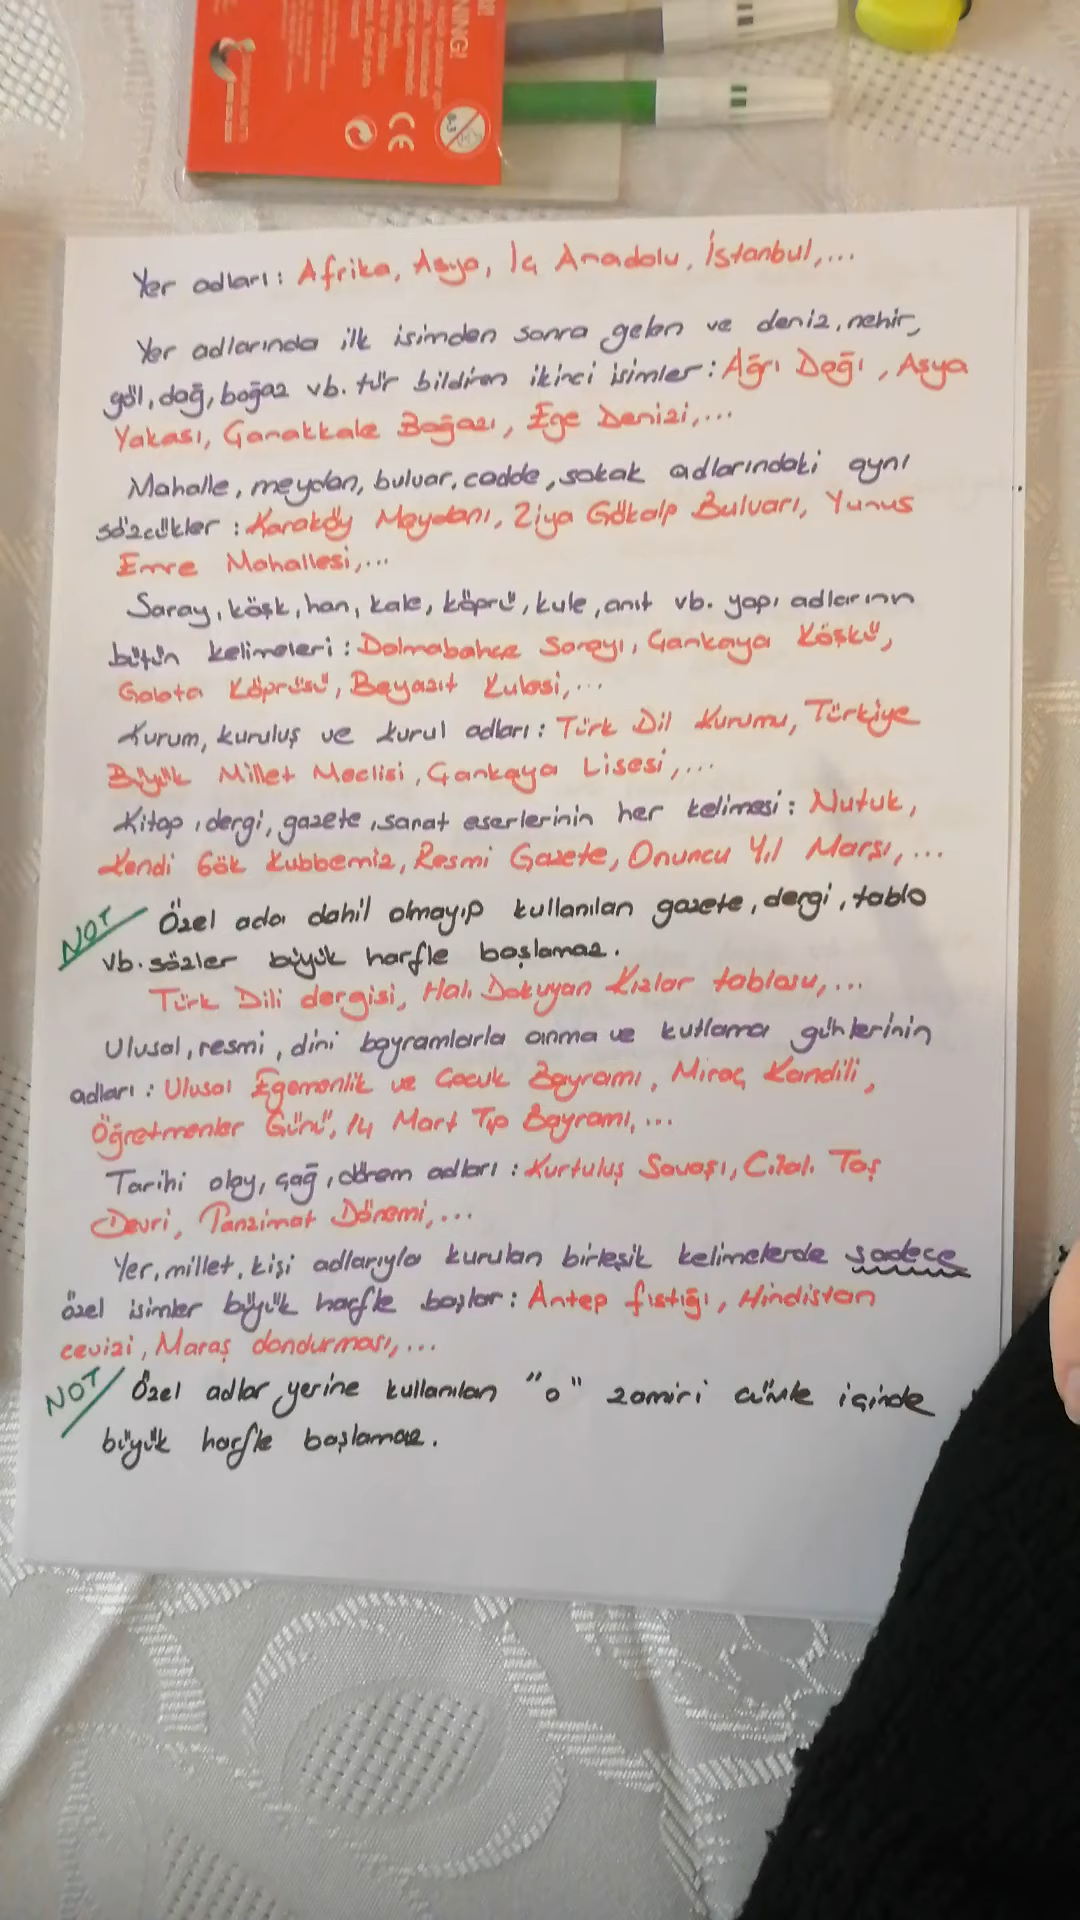 NING!
0-3
CE
Yer adları: Afrika, Asya, İç Anadolu, İstanbul,...
Yer adlarında ilk isimden sonra gelen ve deniz, nehir,
göl, dağ, boğaz vb. tür bildiren ikinci isimler: Ağrı Dağı, Asya
Yakası, Çanakkale Boğazı, Ege Denizi,...
Mahalle, meydan, bulvar, cadde, sokak adlarındaki aynı
sözcükler: Karaköy Meydanı, Ziya Gökalp Bulvarı, Yunus
Emre Mahallesi,...
Saray, köşk, han, kale, köprü, kule, anıt vb. yapı adlarının
bütün kelimeleri: Dolmabahçe Sarayı, Çankaya Köşkü,
Galata Köprüsü, Beyazıt Kulesi,...
Kurum, kuruluş ve kurul adları: Türk Dil Kurumu, Türkiye
Büyük Millet Meclisi, Çankaya Lisesi,...
Kitap, dergi, gazete, sanat eserlerinin her kelimesi: Nutuk,
Kendi Gök Kubbemiz, Resmi Gazete, Onuncu Yıl Marşı,...
NOT Özel ada dahil olmayıp kullanılan gazete, dergi, tablo
vb. sözler büyük harfle başlamaz.
Türk Dili dergisi, Halı Dokuyan Kızlar tablosu,...
Ulusal, resmi, dini bayramlarla anma ve kutlama günlerinin
adları: Ulusal Egemenlik ve Çocuk Bayramı, Miraç Kandili,
Öğretmenler Günü, 14 Mart Tıp Bayramı,...
Tarihi olay, çağ, dönem adları: Kurtuluş Savaşı, Cilalı Taş
Devri, Tanzimat Dönemi,...
Yer, millet, kişi adlarıyla kurulan birleşik kelimelerde sadece
özel isimler büyük harfle başlar: Antep fıstığı, Hindistan
cevizi, Maraş dondurması,...
NOT Özel adlar yerine kullanılan "o" zamiri cümle içinde
büyük harfle başlamaz.